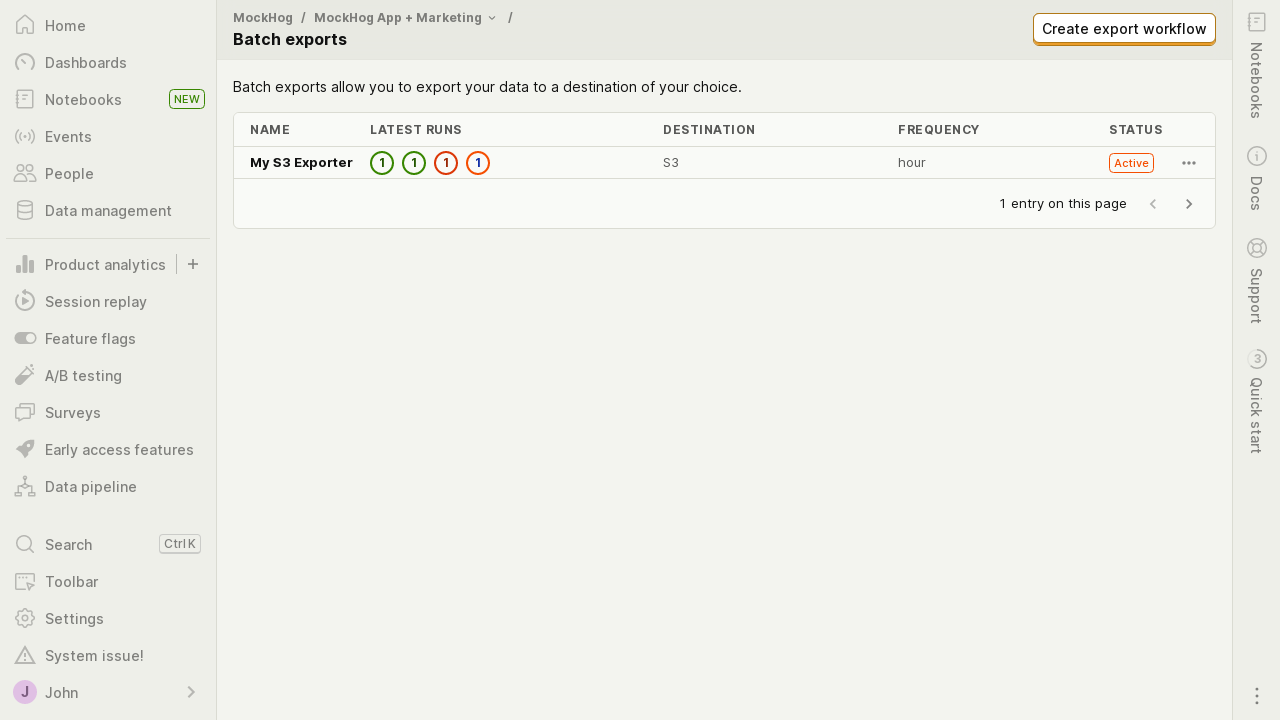 Home
Dashboards
Notebooks NEW
Events
People
Data management
Product analytics
Session replay
Feature flags
A/B testing
Surveys
Early access features
Data pipeline
Search Ctrl K
Toolbar
Settings
System issue!
J John
MockHog / MockHog App + Marketing /
Batch exports
Create export workflow
Batch exports allow you to export your data to a destination of your choice.
NAME LATEST RUNS DESTINATION FREQUENCY STATUS
My S3 Exporter 1 1 1 1 S3 hour Active
1 entry on this page
Notebooks
Docs
Support
3 Quick start